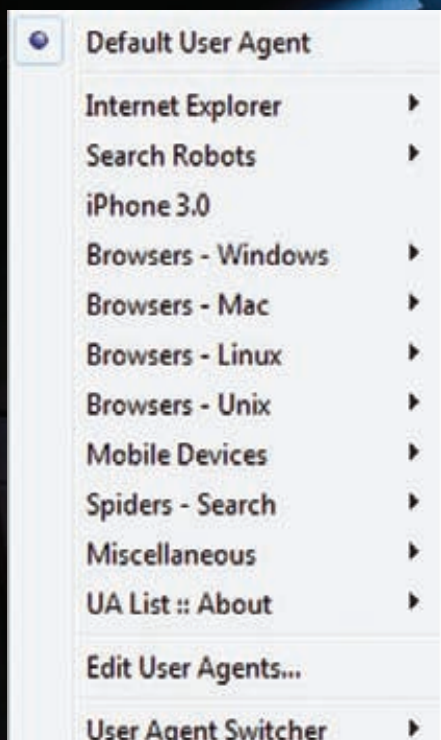 Default User Agent
Internet Explorer
Search Robots
iPhone 3.0
Browsers - Windows
Browsers - Mac
Browsers - Linux
Browsers - Unix
Mobile Devices
Spiders - Search
Miscellaneous
UA List :: About
Edit User Agents...
User Agent Switcher